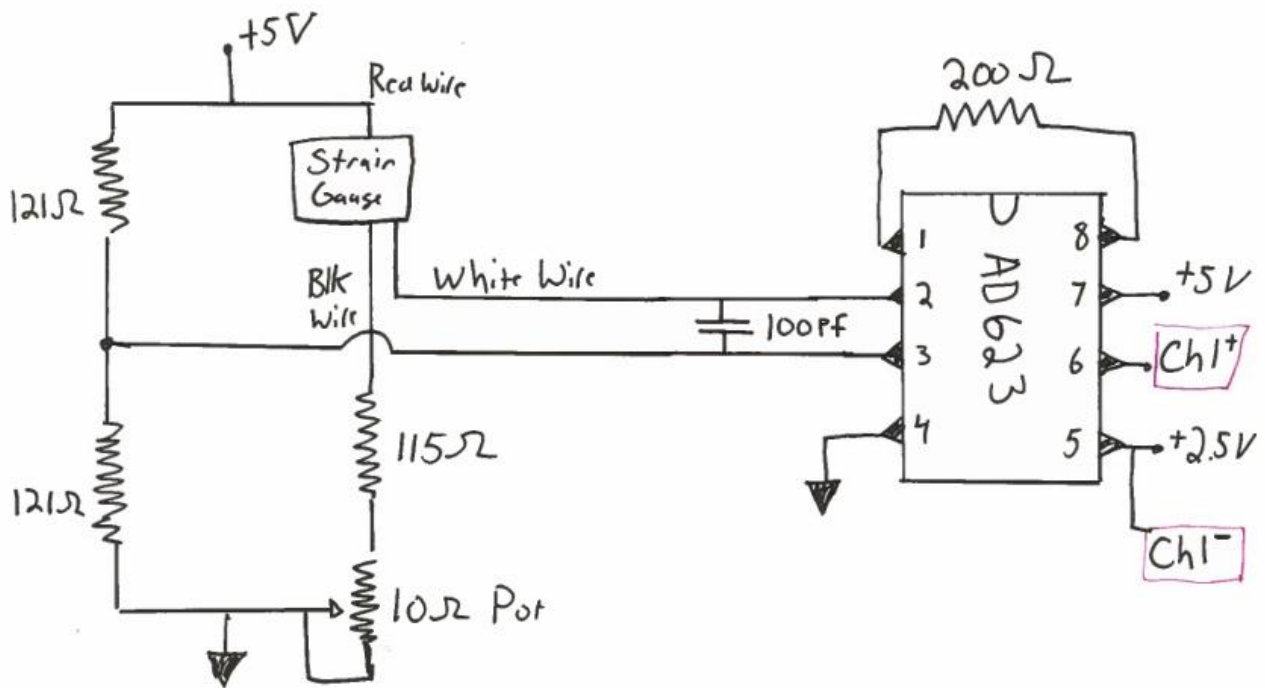 +5V
Red Wire
200Ω
Strain
Gauge
121Ω
1
8
Blk
Wire
White Wire
2
7
+5V
100pf
AD623
3
6
Ch1+
4
5
+2.5V
115Ω
121Ω
Ch1-
10Ω Pot